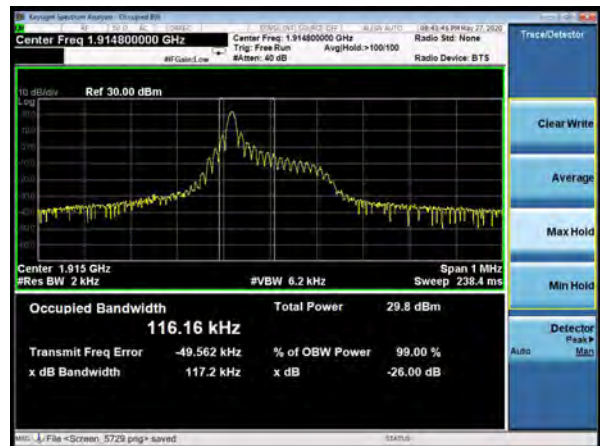 Keysight Spectrum Analyzer - Occupied BW
Center Freq 1.914800000 GHz
Center Freq: 1.914800000 GHz
Radio Std: None
Trig: Free Run
Avg|Hold:>100/100
#IFGain:Low
#Atten: 40 dB
Radio Device: BTS
Trace/Detector
10 dB/div
Ref 30.00 dBm
Log
Clear Write
Average
Max Hold
Min Hold
Center 1.915 GHz
Span 1 MHz
#Res BW 2 kHz
#VBW 6.2 kHz
Sweep 238.4 ms
Occupied Bandwidth
Total Power
29.8 dBm
116.16 kHz
Transmit Freq Error
-49.562 kHz
% of OBW Power
99.00 %
x dB Bandwidth
117.2 kHz
x dB
-26.00 dB
Detector
Peak
Auto
Man
MSG
File <Screen_5729.png> saved
STATUS